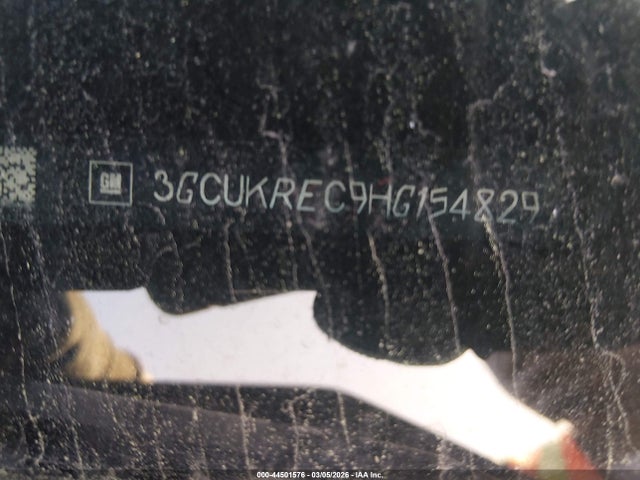 GM 3GCUKREC9HG154829
000-44501576 - 03/05/2026 - IAA Inc.